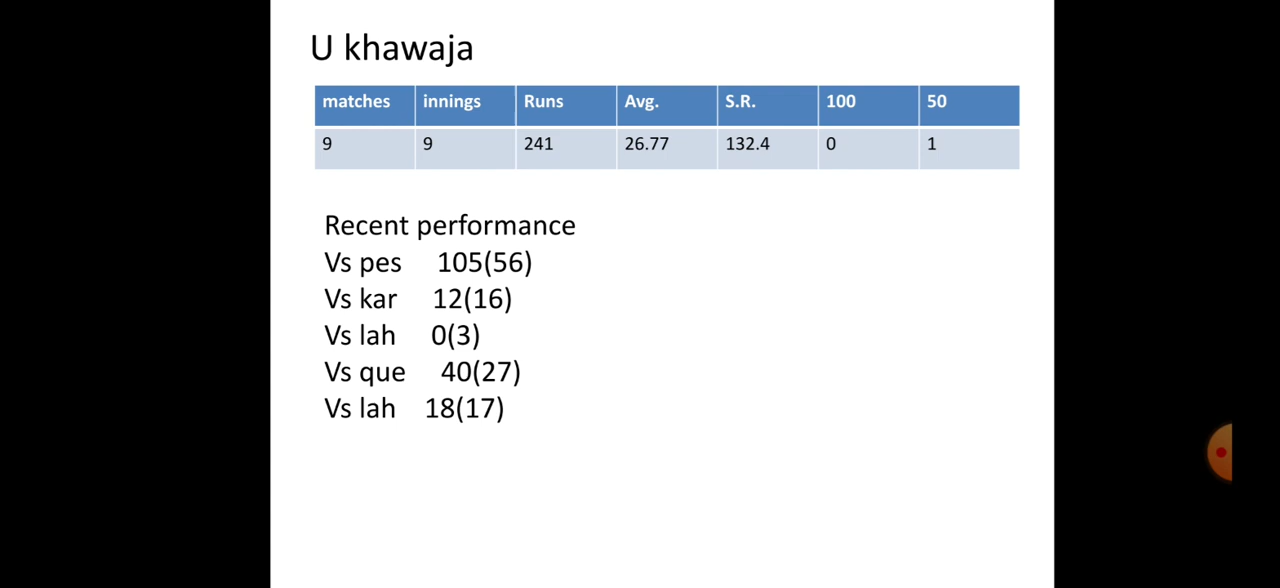 U khawaja
matches innings Runs Avg. S.R. 100 50
9 9 241 26.77 132.4 0 1
Recent performance
Vs pes 105(56)
Vs kar 12(16)
Vs lah 0(3)
Vs que 40(27)
Vs lah 18(17)